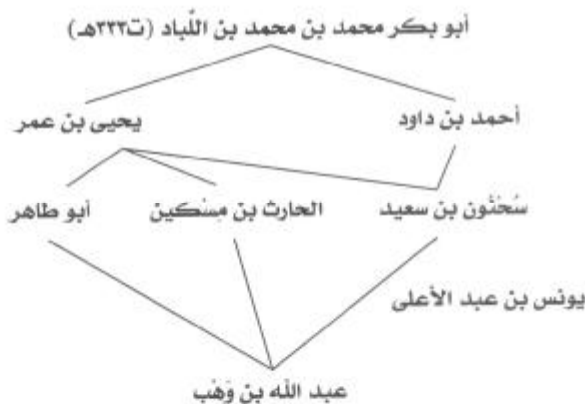 أبو بكر محمد بن محمد بن اللَّباد (ت٣٣٣هـ)
أحمد بن داود يحيى بن عمر
سُحْنُون بن سعيد الحارث بن مِسْكين أبو طاهر
يونس بن عبد الأعلى
عبد الله بن وَهْب